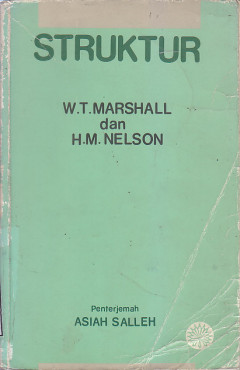 STRUKTUR
W.T. MARSHALL
dan
H.M. NELSON
Penterjemah
ASIAH SALLEH